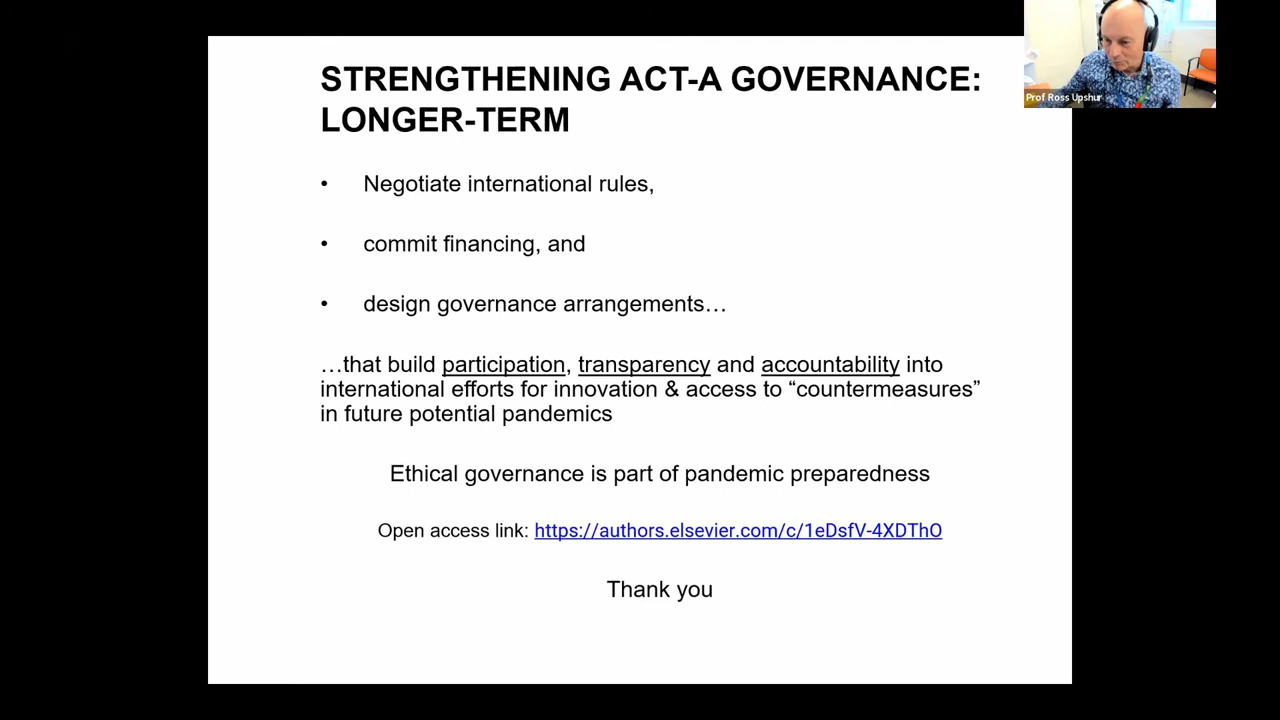 STRENGTHENING ACT-A GOVERNANCE:
LONGER-TERM
Prof Ross Upshur
• Negotiate international rules,
• commit financing, and
• design governance arrangements…
…that build participation, transparency and accountability into
international efforts for innovation & access to “countermeasures”
in future potential pandemics
Ethical governance is part of pandemic preparedness
Open access link: https://authors.elsevier.com/c/1eDsfV-4XDThO
Thank you